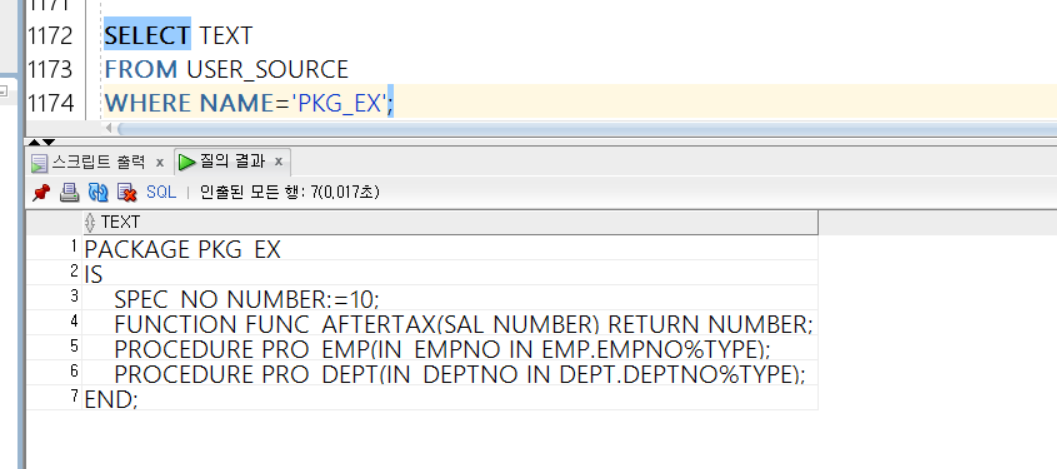 1171
1172 SELECT TEXT
1173 FROM USER_SOURCE
1174 WHERE NAME='PKG_EX';
스크립트 출력 x 질의 결과 x
SQL | 인출된 모든 행: 7(0,017초)
TEXT
1 PACKAGE PKG_EX
2 IS
3 SPEC_NO NUMBER:=10;
4 FUNCTION FUNC_AFTERTAX(SAL NUMBER) RETURN NUMBER;
5 PROCEDURE PRO_EMP(IN_EMPNO IN EMP.EMPNO%TYPE);
6 PROCEDURE PRO_DEPT(IN_DEPTNO IN DEPT.DEPTNO%TYPE);
7 END;